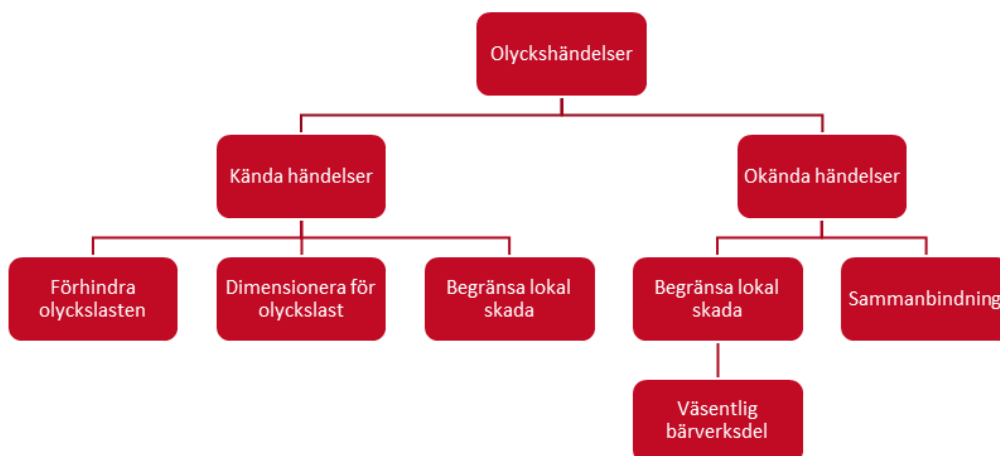 Olyckshändelser
Kända händelser
Okända händelser
Förhindra
olyckslasten
Dimensionera för
olyckslast
Begränsa lokal
skada
Begränsa lokal
skada
Sammanbindning
Väsentlig
bärverksdel